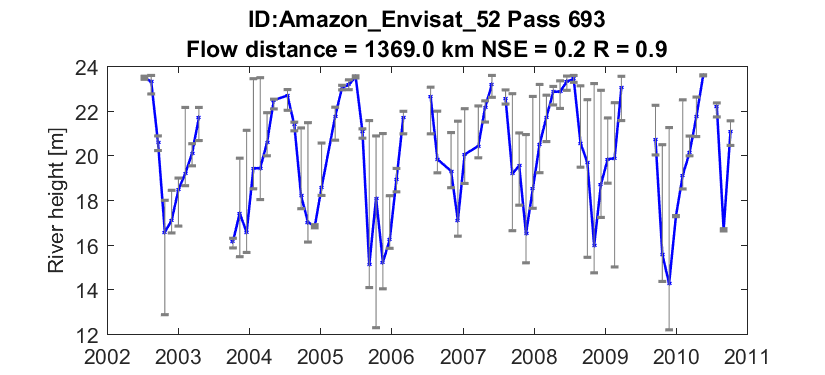 ID:Amazon_Envisat_52 Pass 693
Flow distance = 1369.0 km NSE = 0.2 R = 0.9
River height [m]
24
22
20
18
16
14
12
2002 2003 2004 2005 2006 2007 2008 2009 2010 2011